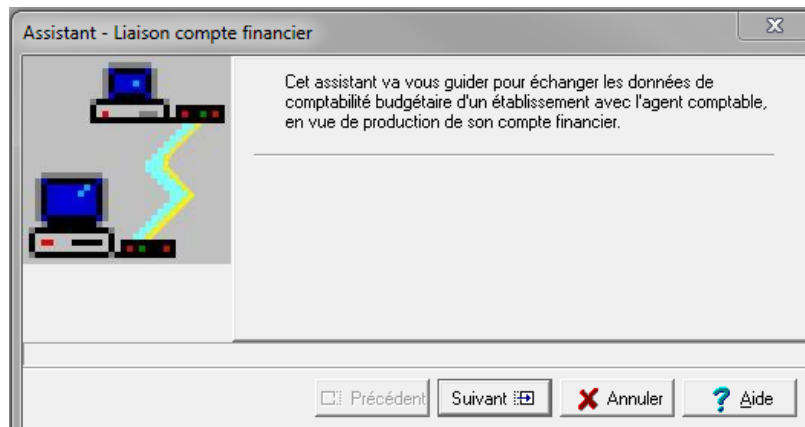 Assistant - Liaison compte financier
Cet assistant va vous guider pour échanger les données de
comptabilité budgétaire d'un établissement avec l'agent comptable,
en vue de production de son compte financier.
Précédent Suivant Annuler Aide